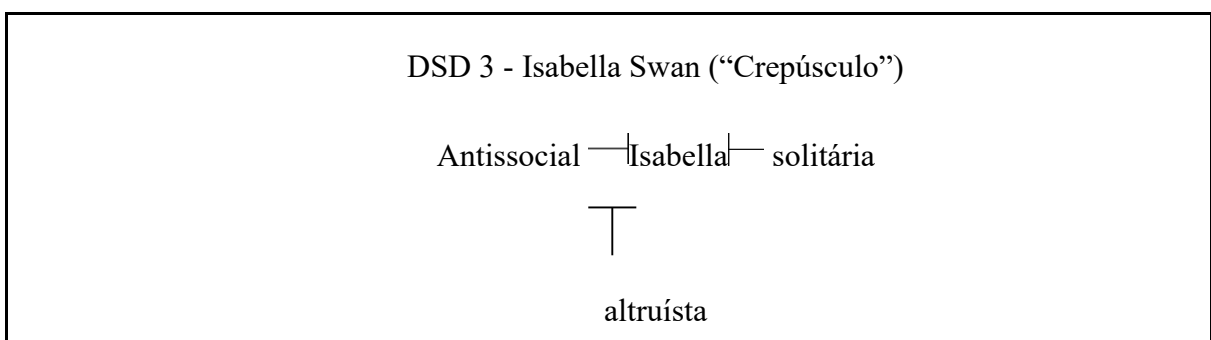 DSD 3 - Isabella Swan (“Crepúsculo”)
Antissocial Isabella solitária
altruísta